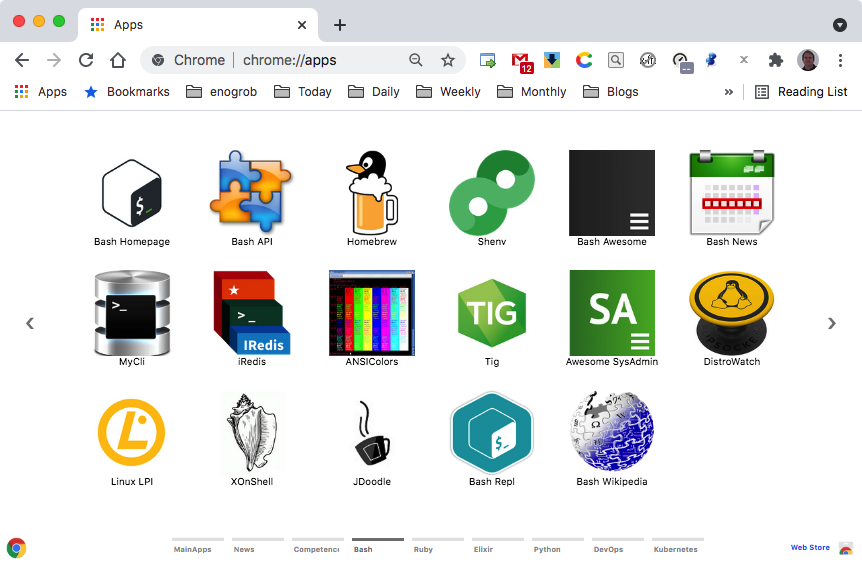 Apps
Chrome | chrome://apps
12
Apps Bookmarks enogrob Today Daily Weekly Monthly Blogs » Reading List
Bash Homepage Bash API Homebrew Shenv Bash Awesome Bash News
>_ >_ IRedis TIG SA
MyCli iRedis ANSIColors Tig Awesome SysAdmin DistroWatch
Linux LPI XOnShell JDoodle Bash Repl Bash Wikipedia
MainApps News Competenc Bash Ruby Elixir Python DevOps Kubernetes Web Store